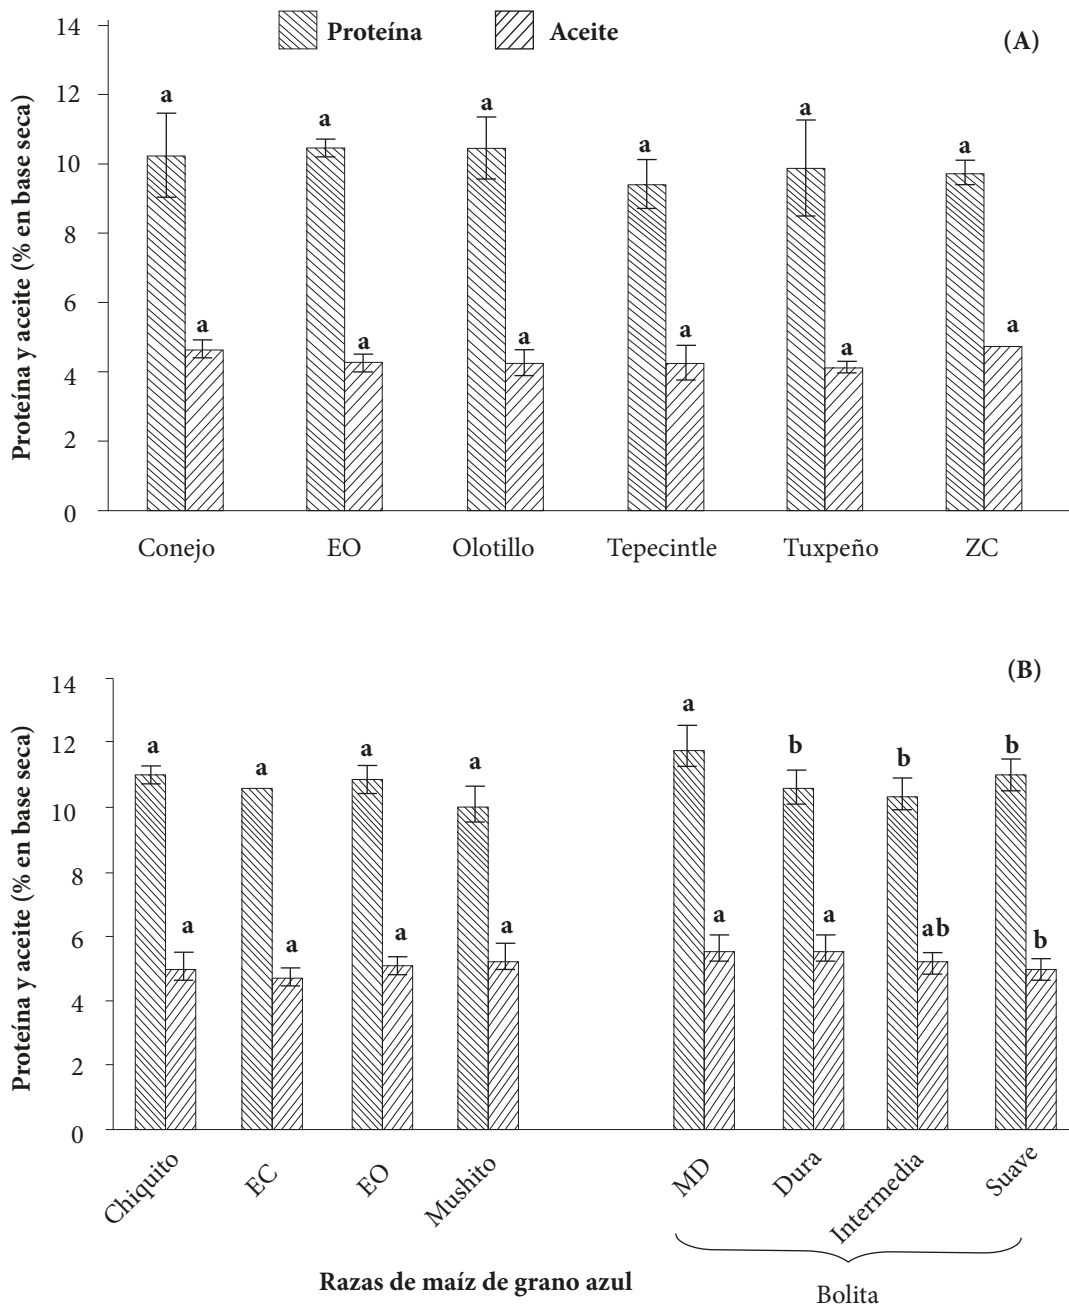 Proteína Aceite (A)
Proteína y aceite (% en base seca)
14
12
10
8
6
4
2
0
a a a a a a
a a a a a a
Conejo EO Olotillo Tepecintle Tuxpeño ZC
(B)
Proteína y aceite (% en base seca)
14
12
10
8
6
4
2
0
a a a a a b b b
a a a a a a ab b
Chiquito EC EO Mushito MD Dura Intermedia Suave
Razas de maíz de grano azul
Bolita